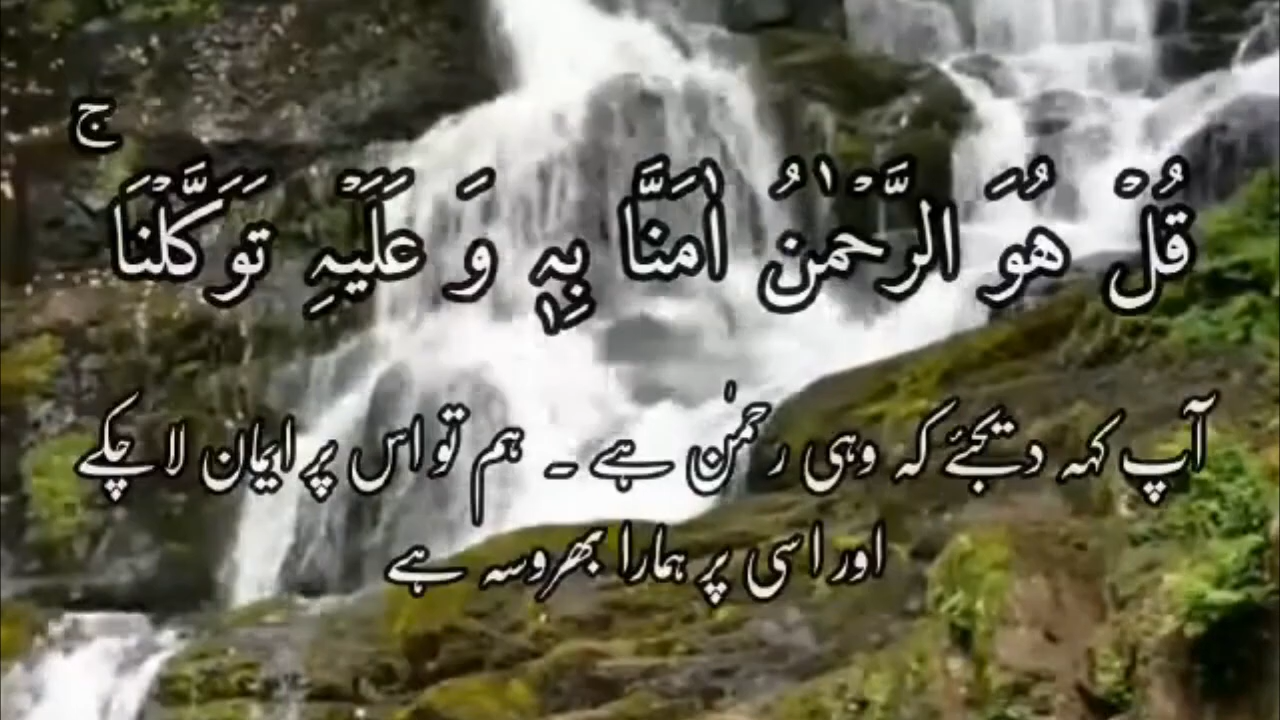 قُلْ هُوَ الرَّحْمٰنُ اٰمَنَّا بِهٖ وَ عَلَیْهِ تَوَكَّلْنَا ۚ
آپ کہہ دیجئے کہ وہی رحمٰن ہے ۔ ہم تو اس پر ایمان لا چکے
اور اسی پر ہمارا بھروسہ ہے